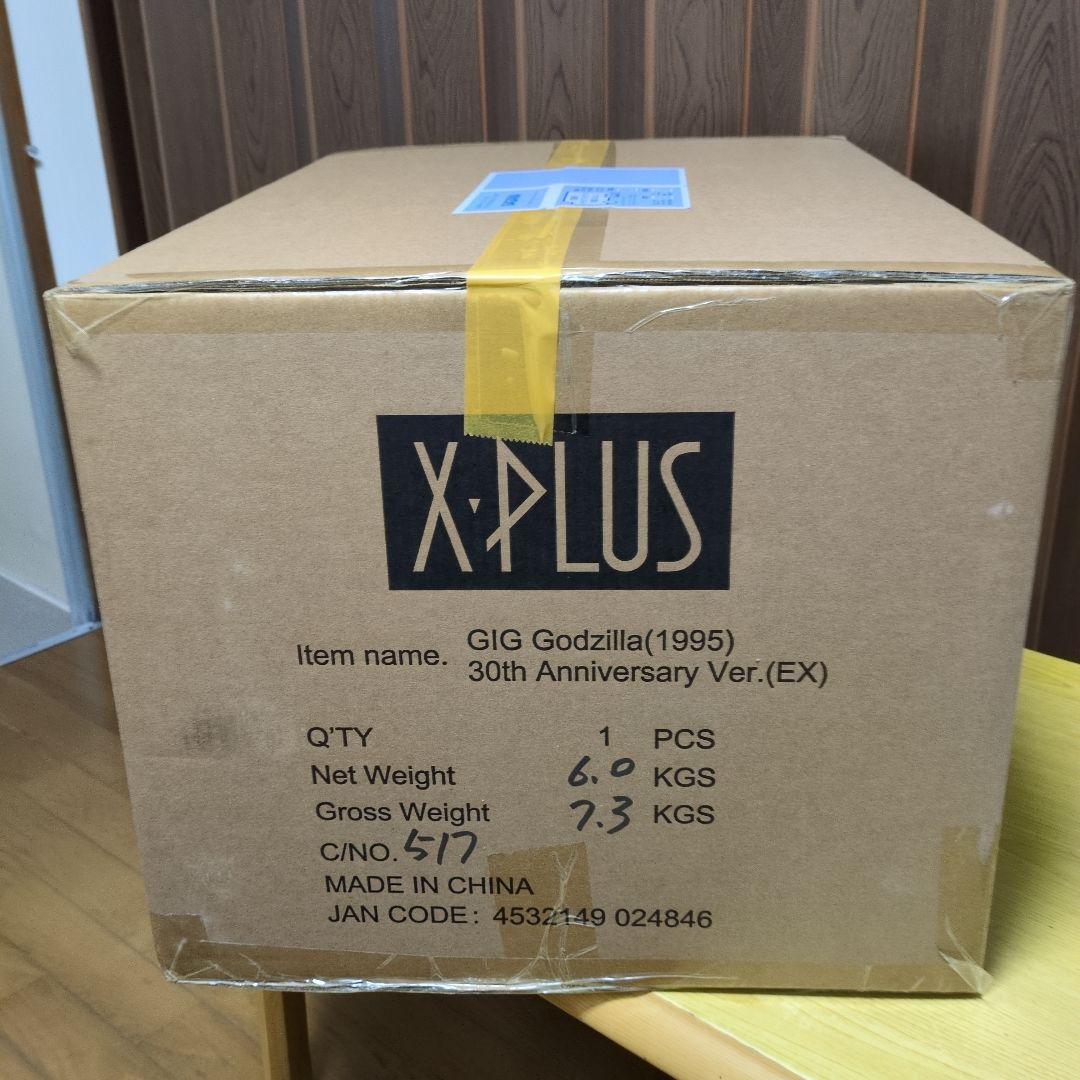 X·PLUS
Item name. GIG Godzilla(1995)
30th Anniversary Ver.(EX)
Q'TY 1 PCS
Net Weight 6.0 KGS
Gross Weight 7.3 KGS
C/NO. 517
MADE IN CHINA
JAN CODE: 4532149 024846